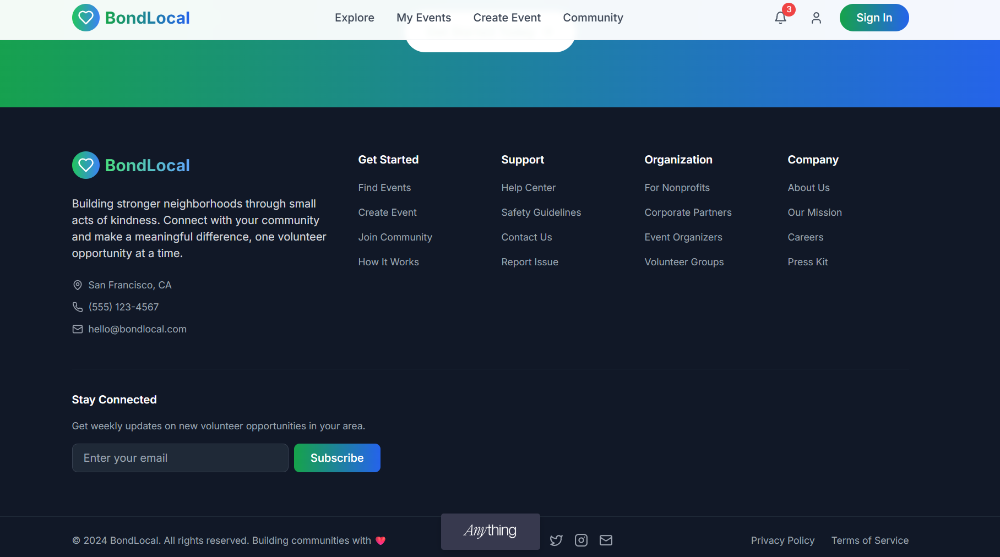 BondLocal
Explore
My Events
Create Event
Community
3
Sign In
BondLocal
Building stronger neighborhoods through small
acts of kindness. Connect with your community
and make a meaningful difference, one volunteer
opportunity at a time.
San Francisco, CA
(555) 123-4567
hello@bondlocal.com
Get Started
Find Events
Create Event
Join Community
How It Works
Support
Help Center
Safety Guidelines
Contact Us
Report Issue
Organization
For Nonprofits
Corporate Partners
Event Organizers
Volunteer Groups
Company
About Us
Our Mission
Careers
Press Kit
Stay Connected
Get weekly updates on new volunteer opportunities in your area.
Enter your email
Subscribe
© 2024 BondLocal. All rights reserved. Building communities with ❤️
Anything
Privacy Policy
Terms of Service